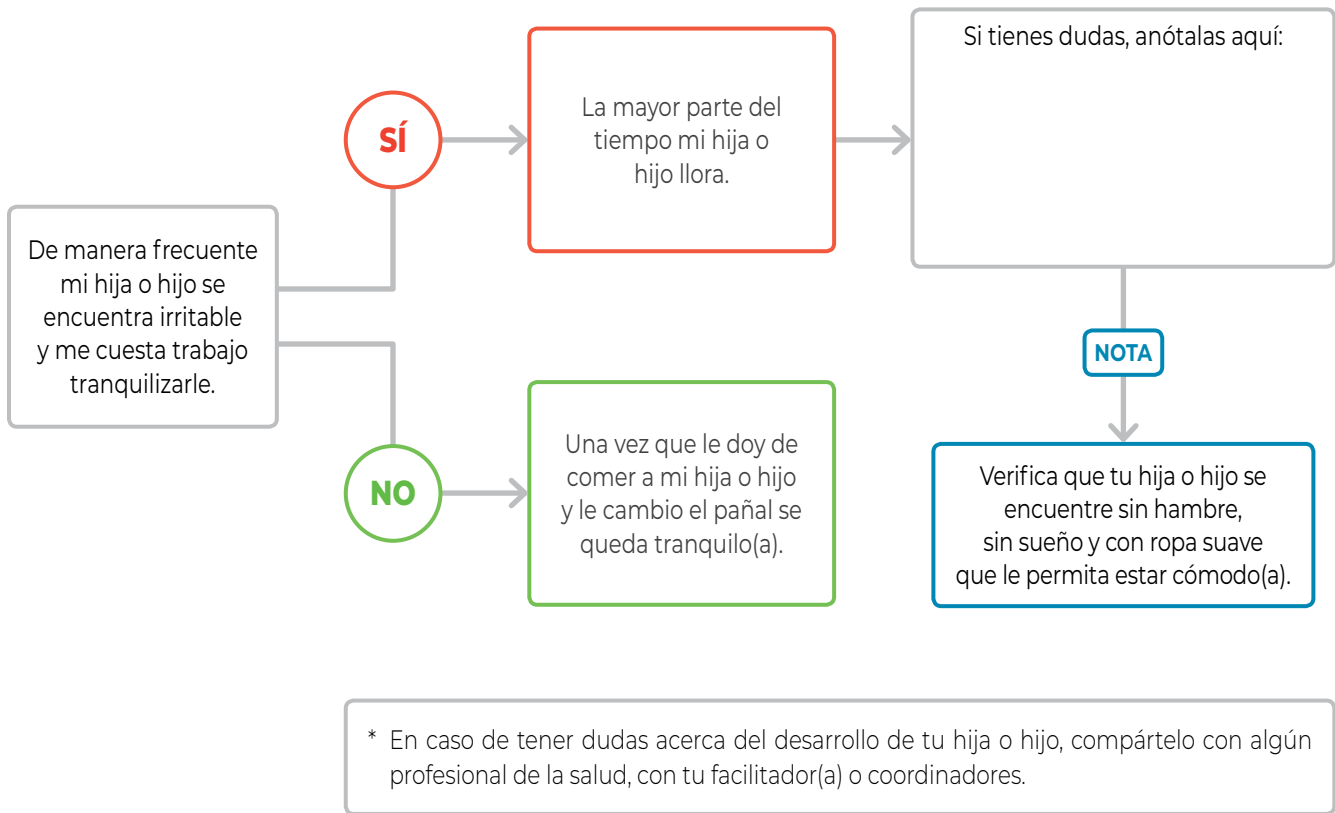 De manera frecuente
mi hija o hijo se
encuentra irritable
y me cuesta trabajo
tranquilizarle.
SÍ
La mayor parte del
tiempo mi hija o
hijo llora.
Si tienes dudas, anótalas aquí:
NOTA
Verifica que tu hija o hijo se
encuentre sin hambre,
sin sueño y con ropa suave
que le permita estar cómodo(a).
NO
Una vez que le doy de
comer a mi hija o hijo
y le cambio el pañal se
queda tranquilo(a).
* En caso de tener dudas acerca del desarrollo de tu hija o hijo, compártelo con algún
profesional de la salud, con tu facilitador(a) o coordinadores.